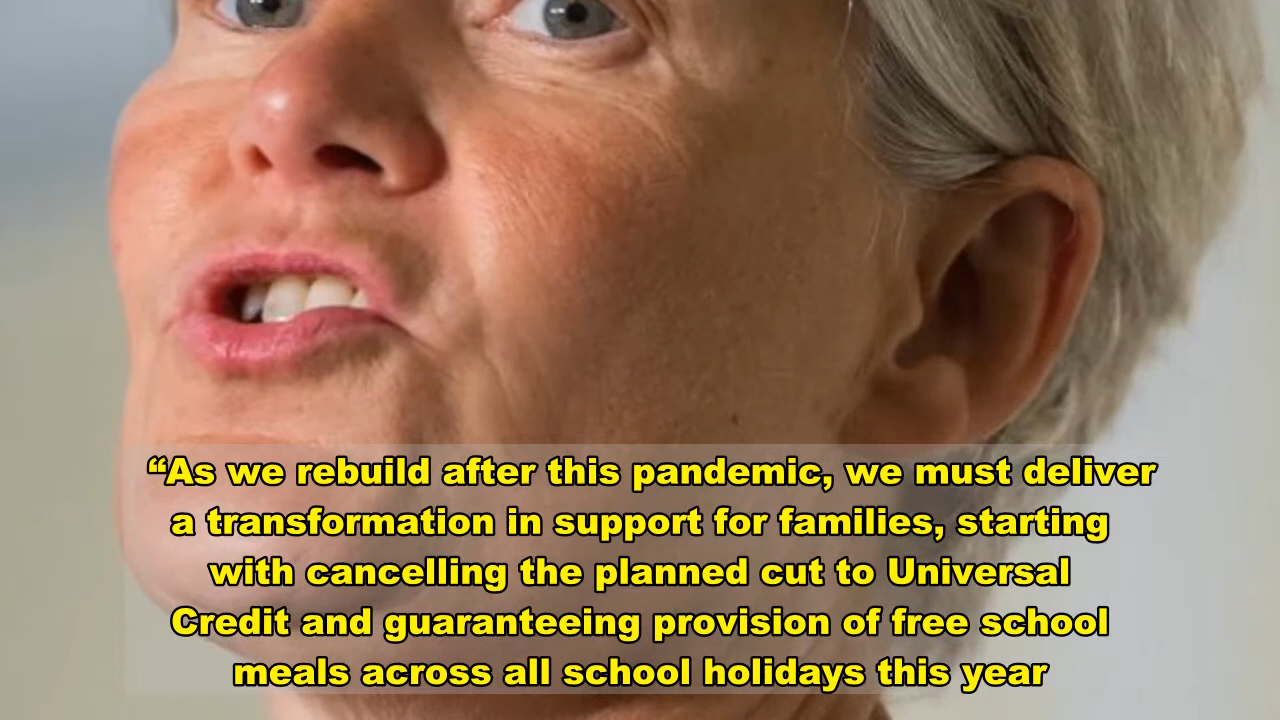 “As we rebuild after this pandemic, we must deliver
a transformation in support for families, starting
with cancelling the planned cut to Universal
Credit and guaranteeing provision of free school
meals across all school holidays this year